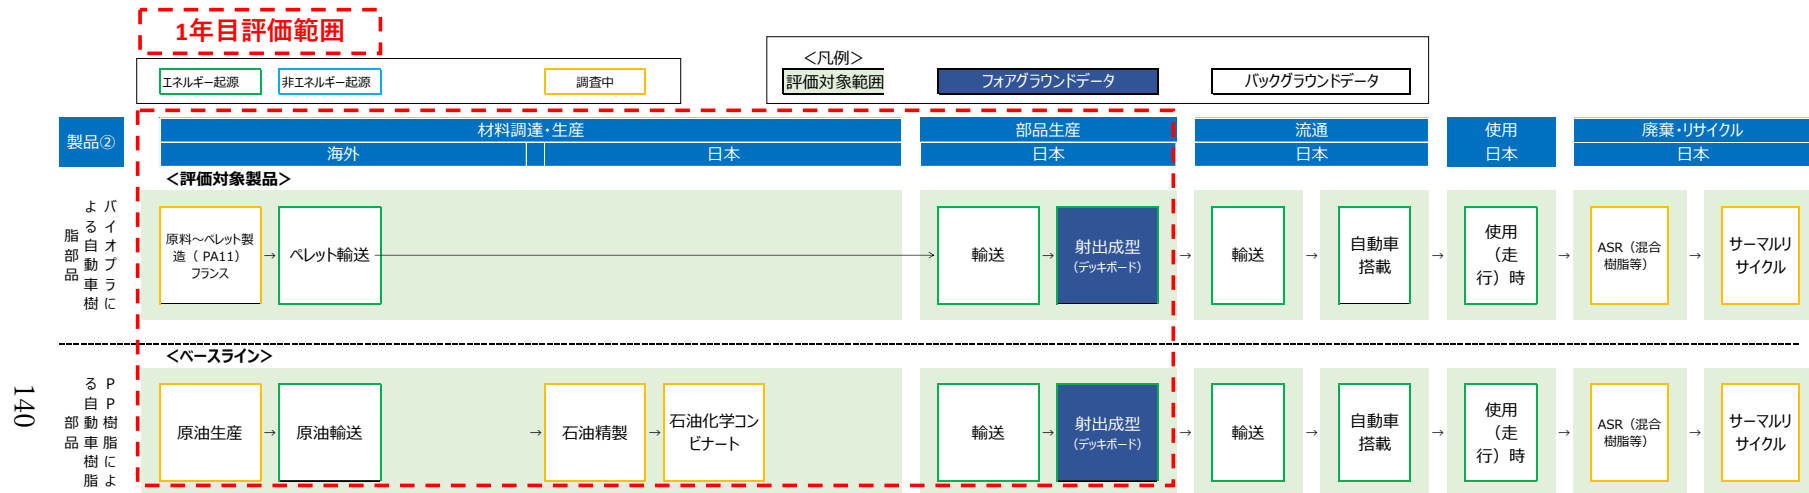 1年目評価範囲
エネルギー起源
非エネルギー起源
調査中
<凡例>
評価対象範囲
フォアグラウンドデータ
バックグラウンドデータ
製品②
材料調達・生産
部品生産
流通
使用
廃棄・リサイクル
海外
日本
日本
日本
日本
日本
<評価対象製品>
バイオプラに
よる自動車樹
脂部品
原料～ペレット製
造（ PA11）
フランス
→
ペレット輸送
輸送
→
射出成型
（デッキボード）
→
輸送
→
自動車
搭載
→
使用
（走
行）時
→
ASR（混合
樹脂等）
→
サーマルリ
サイクル
<ベースライン>
PP樹脂によ
る自動車樹脂
部品
原油生産
→
原油輸送
→
石油精製
→
石油化学コン
ビナート
輸送
→
射出成型
（デッキボード）
→
輸送
→
自動車
搭載
→
使用
（走
行）時
→
ASR（混合
樹脂等）
→
サーマルリ
サイクル
140